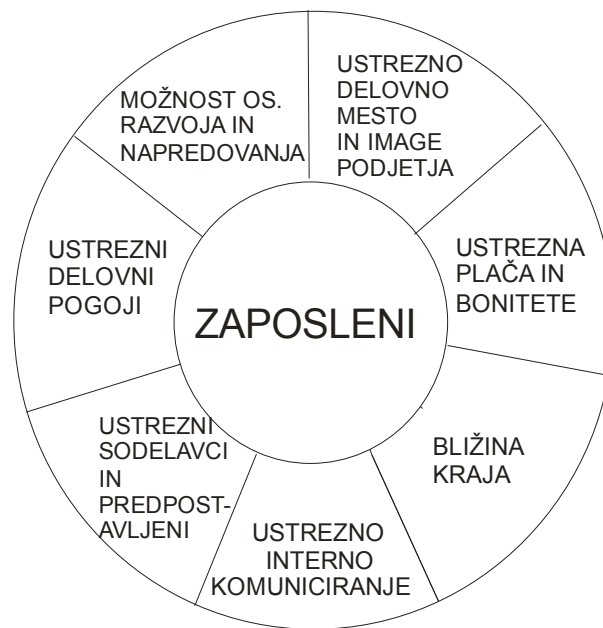 USTREZNO
DELOVNO
MESTO
IN IMAGE
PODJETJA
USTREZNA
PLAČA IN
BONITETE
BLIŽINA
KRAJA
USTREZNO
INTERNO
KOMUNICIRANJE
USTREZNI
SODELAVCI
IN
PREDPOST-
AVLJENI
USTREZNI
DELOVNI
POGOJI
MOŽNOST OS.
RAZVOJA IN
NAPREDOVANJA
ZAPOSLENI